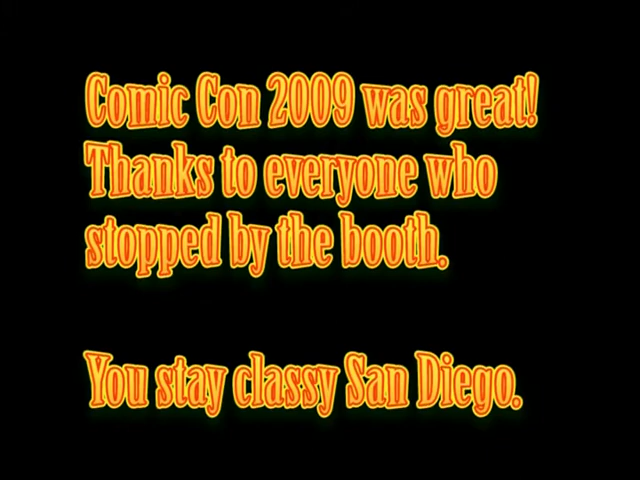 Comic Con 2009 was great!
Thanks to everyone who
stopped by the booth.
You stay classy San Diego.